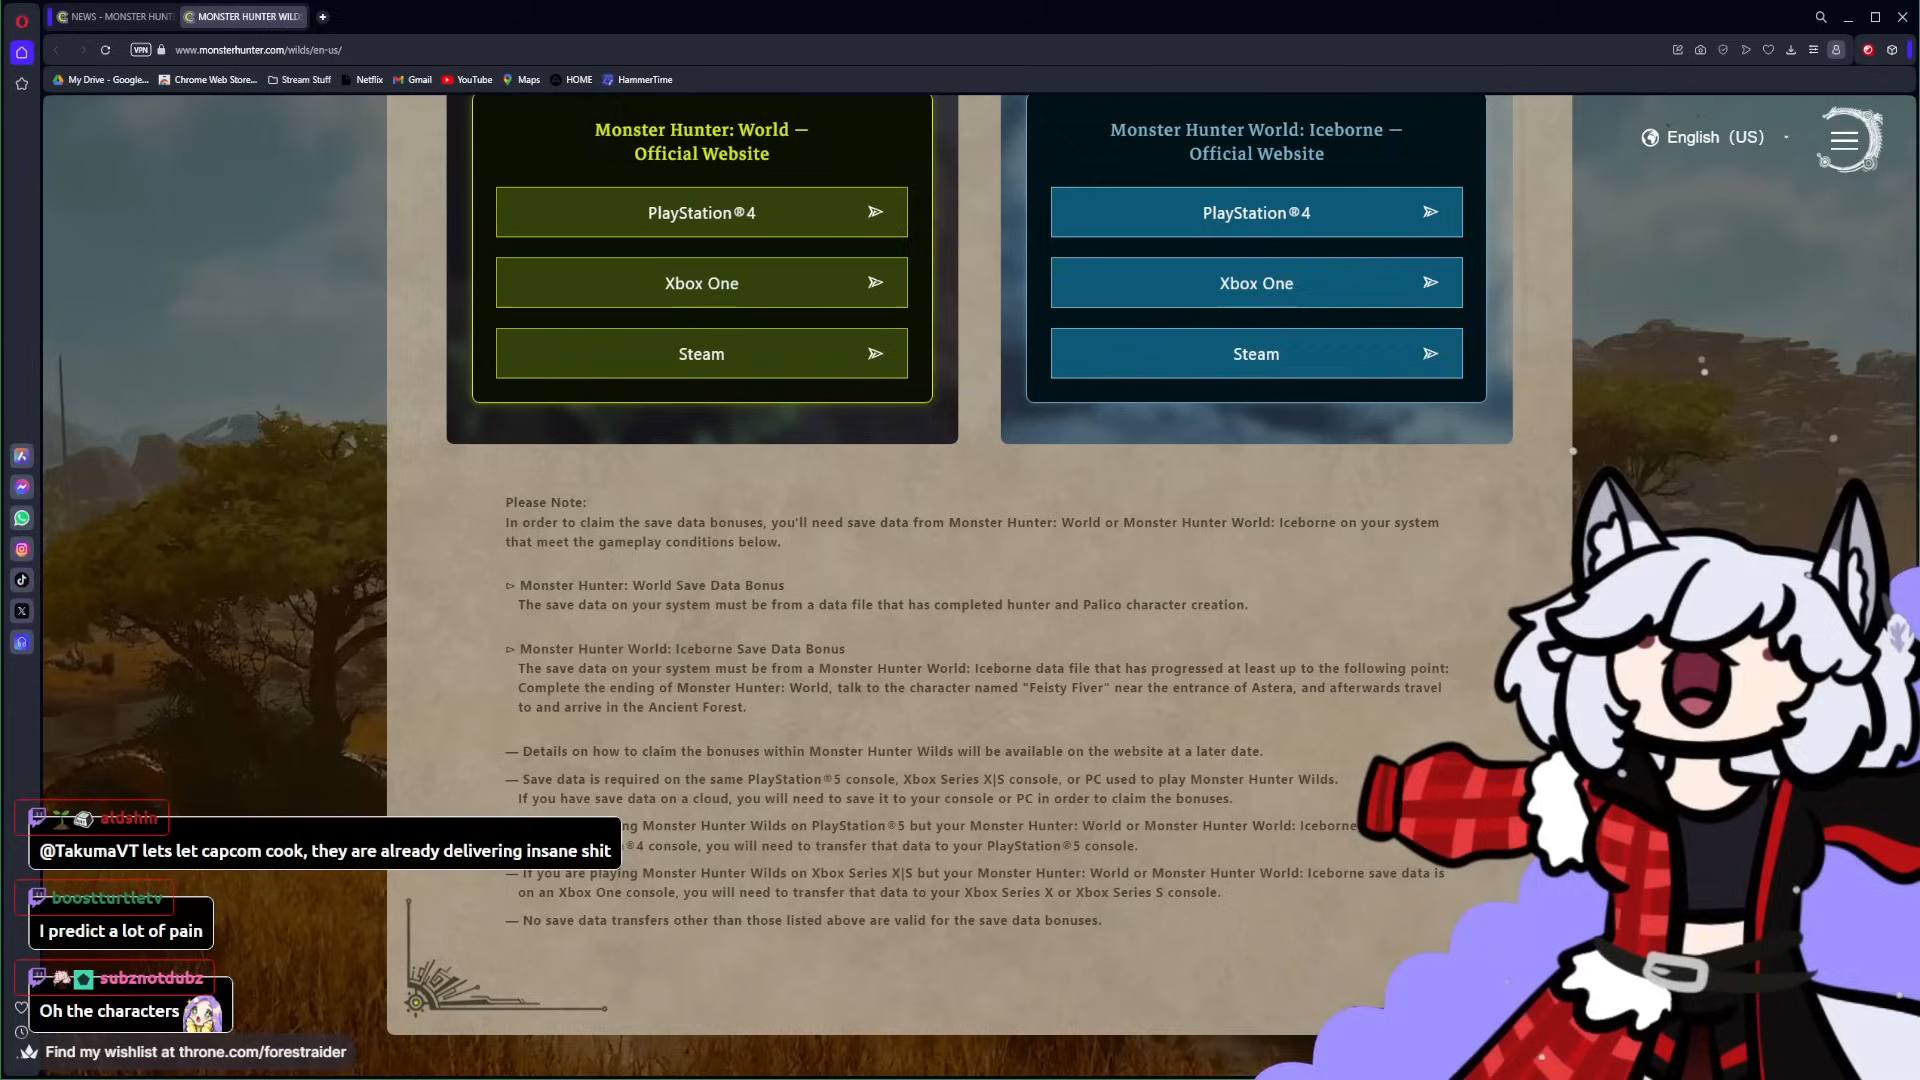 NEWS - MONSTER HUNT
MONSTER HUNTER WILDS
VPN
www.monsterhunter.com/wilds/en-us/
My Drive - Google...
Chrome Web Store...
Stream Stuff
Netflix
Gmail
YouTube
Maps
HOME
HammerTime
English (US)
Monster Hunter: World —
Official Website
PlayStation®4
Xbox One
Steam
Monster Hunter World: Iceborne —
Official Website
PlayStation®4
Xbox One
Steam
Please Note:
In order to claim the save data bonuses, you'll need save data from Monster Hunter: World or Monster Hunter World: Iceborne on your system
that meet the gameplay conditions below.
▻ Monster Hunter: World Save Data Bonus
The save data on your system must be from a data file that has completed hunter and Palico character creation.
▻ Monster Hunter World: Iceborne Save Data Bonus
The save data on your system must be from a Monster Hunter World: Iceborne data file that has progressed at least up to the following point:
Complete the ending of Monster Hunter: World, talk to the character named “Feisty Fiver” near the entrance of Astera, and afterwards travel
to and arrive in the Ancient Forest.
— Details on how to claim the bonuses within Monster Hunter Wilds will be available on the website at a later date.
— Save data is required on the same PlayStation®5 console, Xbox Series X|S console, or PC used to play Monster Hunter Wilds.
If you have save data on a cloud, you will need to save it to your console or PC in order to claim the bonuses.
ng Monster Hunter Wilds on PlayStation®5 but your Monster Hunter: World or Monster Hunter World: Iceborne
®4 console, you will need to transfer that data to your PlayStation®5 console.
— If you are playing Monster Hunter Wilds on Xbox Series X|S but your Monster Hunter: World or Monster Hunter World: Iceborne save data is
on an Xbox One console, you will need to transfer that data to your Xbox Series X or Xbox Series S console.
— No save data transfers other than those listed above are valid for the save data bonuses.
aldshin
@TakumaVT lets let capcom cook, they are already delivering insane shit
boostturtletv
I predict a lot of pain
subznotdubz
Oh the characters
Find my wishlist at throne.com/forestraider